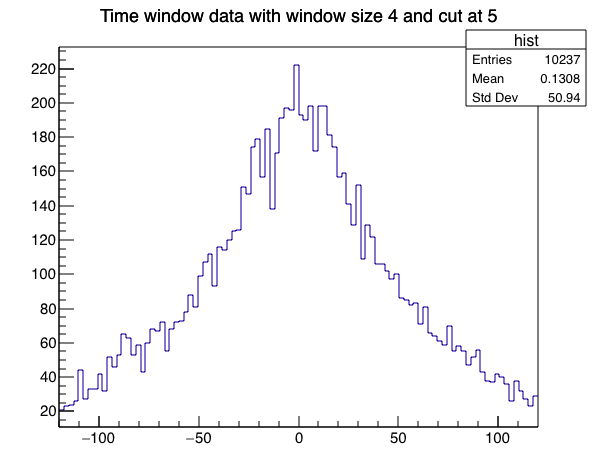 Time window data with window size 4 and cut at 5
hist
Entries 10237
Mean 0.1308
Std Dev 50.94
220
200
180
160
140
120
100
80
60
40
20
−100 −50 0 50 100